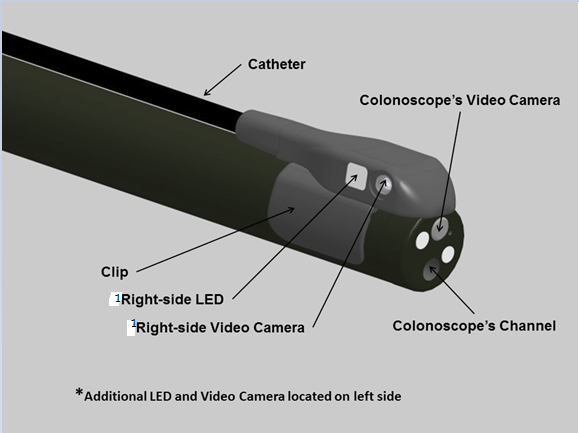 Catheter
Colonoscope's Video Camera
Clip
¹Right-side LED
¹Right-side Video Camera
Colonoscope's Channel
*Additional LED and Video Camera located on left side